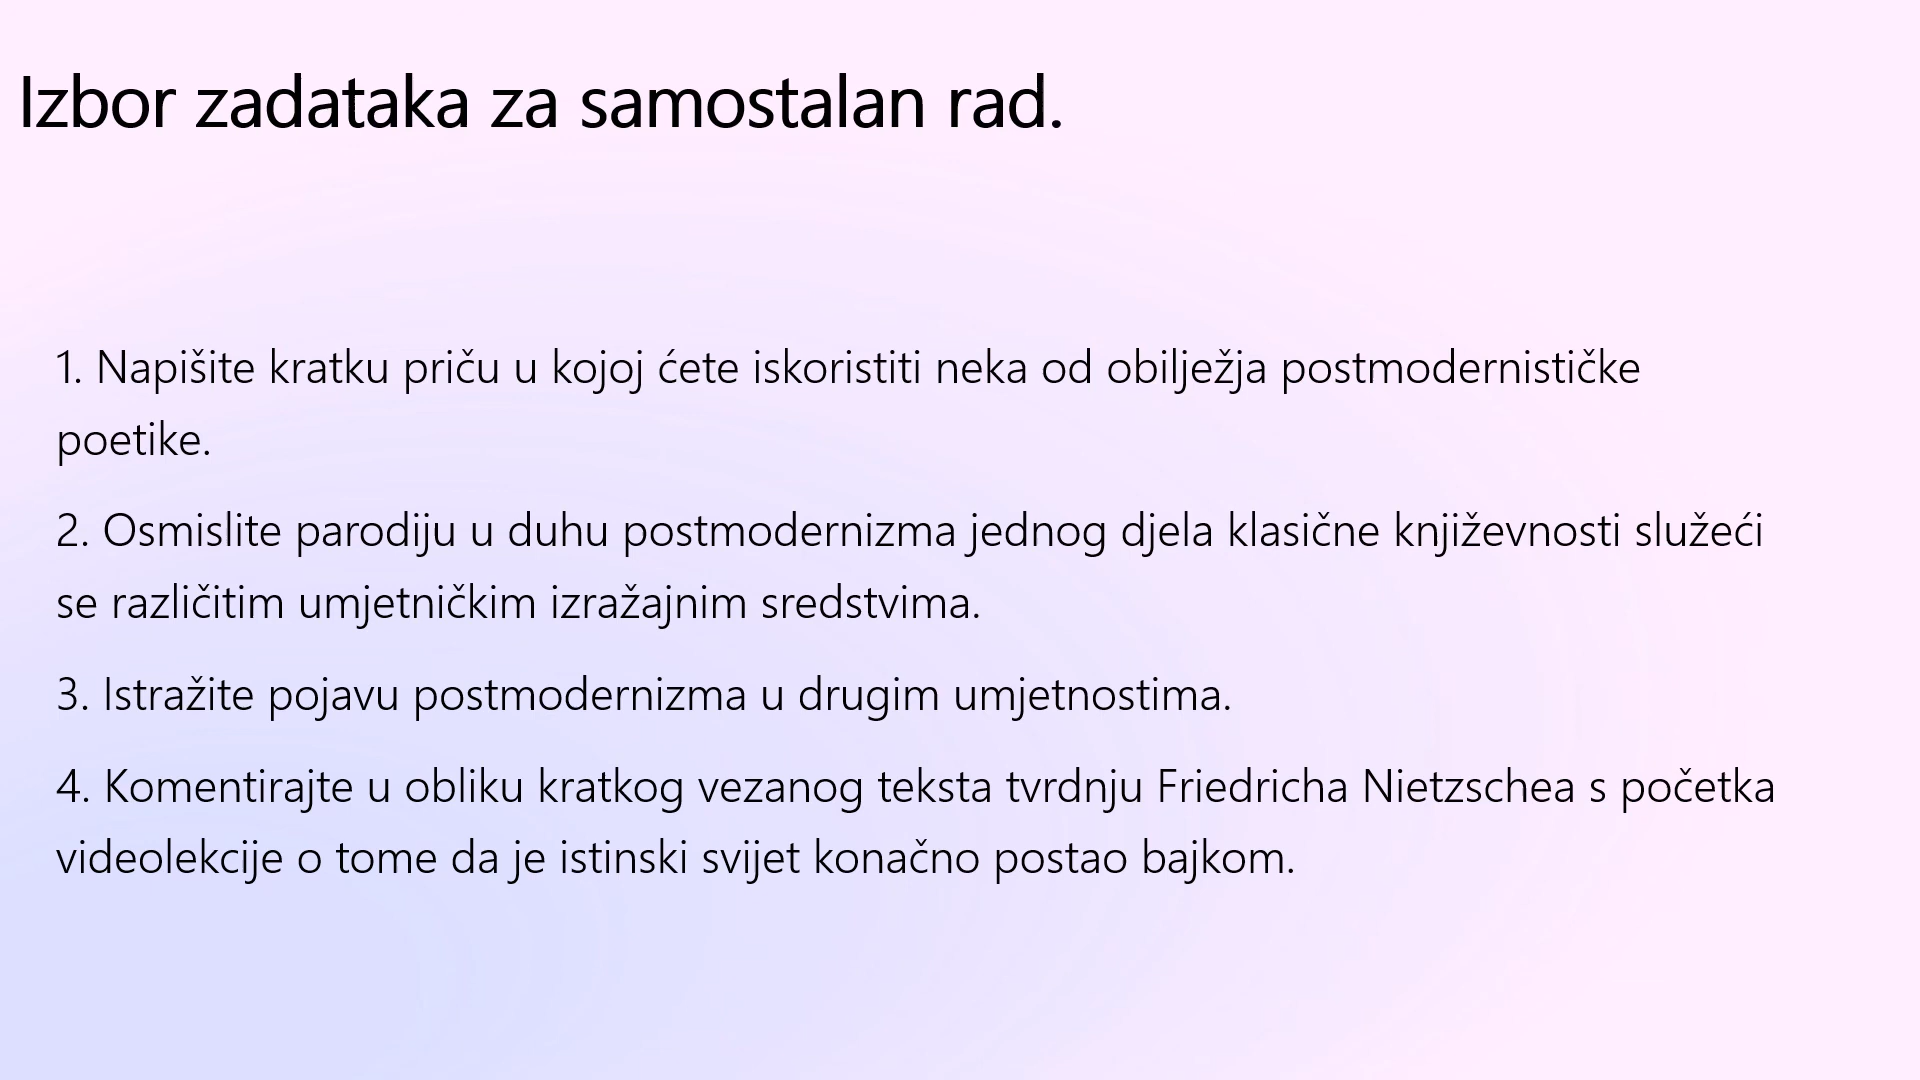 Izbor zadataka za samostalan rad.
1. Napišite kratku priču u kojoj ćete iskoristiti neka od obilježja postmodernističke
poetike.
2. Osmislite parodiju u duhu postmodernizma jednog djela klasične književnosti služeći
se različitim umjetničkim izražajnim sredstvima.
3. Istražite pojavu postmodernizma u drugim umjetnostima.
4. Komentirajte u obliku kratkog vezanog teksta tvrdnju Friedricha Nietzschea s početka
videolekcije o tome da je istinski svijet konačno postao bajkom.